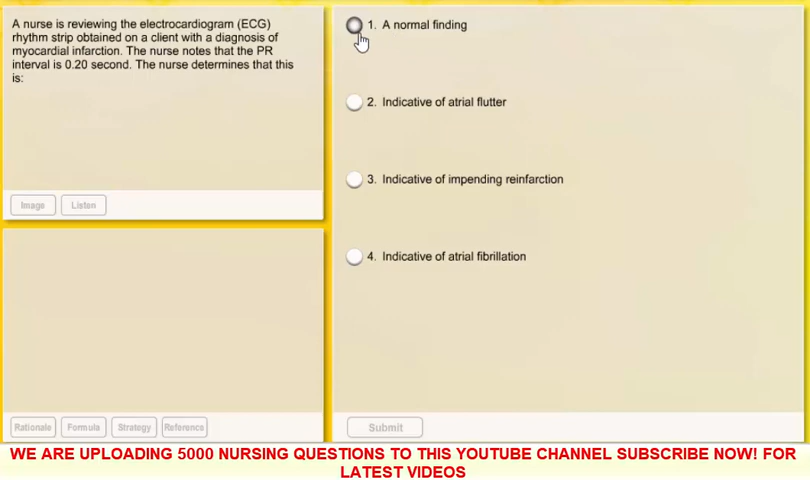 A nurse is reviewing the electrocardiogram (ECG)
rhythm strip obtained on a client with a diagnosis of
myocardial infarction. The nurse notes that the PR
interval is 0.20 second. The nurse determines that this
is:
Image
Listen
1. A normal finding
2. Indicative of atrial flutter
3. Indicative of impending reinfarction
4. Indicative of atrial fibrillation
Rationale
Formula
Strategy
Reference
Submit
WE ARE UPLOADING 5000 NURSING QUESTIONS TO THIS YOUTUBE CHANNEL SUBSCRIBE NOW! FOR
LATEST VIDEOS